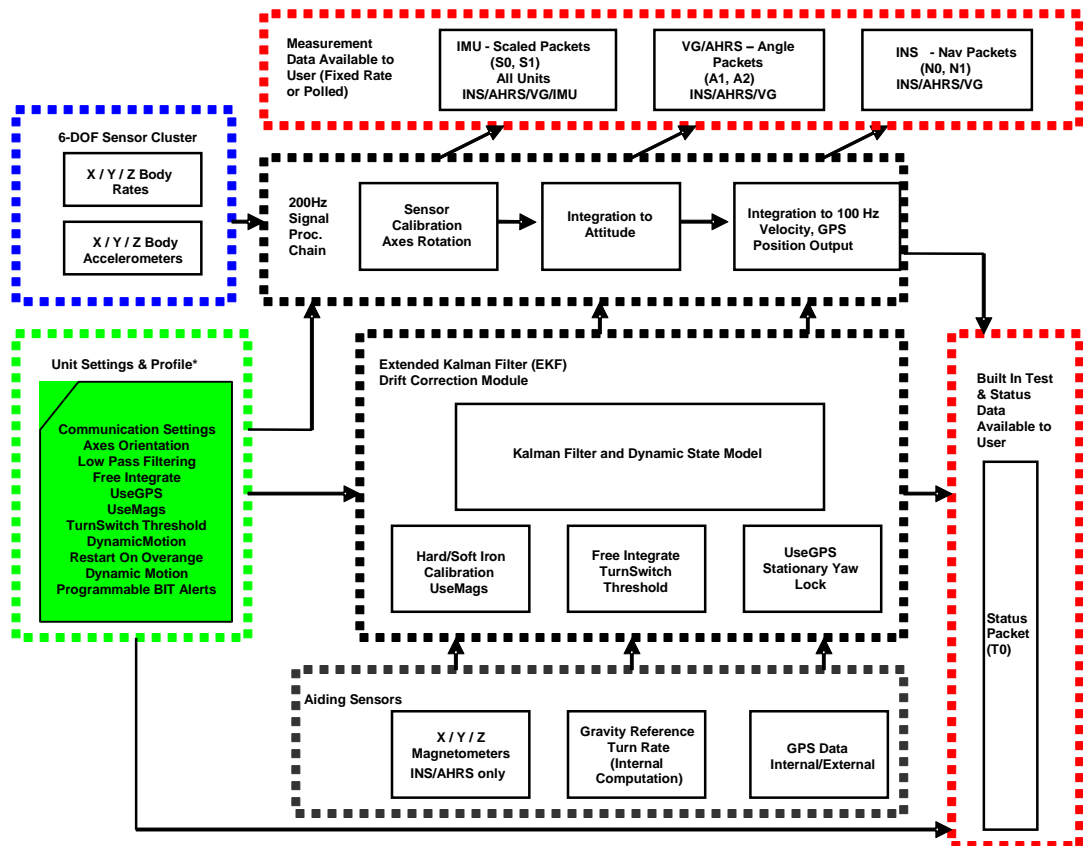 Measurement
Data Available to
User (Fixed Rate
or Polled)
IMU - Scaled Packets
(S0, S1)
All Units
INS/AHRS/VG/IMU
VG/AHRS – Angle
Packets
(A1, A2)
INS/AHRS/VG
INS - Nav Packets
(N0, N1)
INS/AHRS/VG
6-DOF Sensor Cluster
X / Y / Z Body
Rates
X / Y / Z Body
Accelerometers
200Hz
Signal
Proc.
Chain
Sensor
Calibration
Axes Rotation
Integration to
Attitude
Integration to 100 Hz
Velocity, GPS
Position Output
Unit Settings & Profile*
Communication Settings
Axes Orientation
Low Pass Filtering
Free Integrate
UseGPS
UseMags
TurnSwitch Threshold
DynamicMotion
Restart On Overange
Dynamic Motion
Programmable BIT Alerts
Extended Kalman Filter (EKF)
Drift Correction Module
Kalman Filter and Dynamic State Model
Hard/Soft Iron
Calibration
UseMags
Free Integrate
TurnSwitch
Threshold
UseGPS
Stationary Yaw
Lock
Built In Test
& Status
Data
Available to
User
Status
Packet
(T0)
Aiding Sensors
X / Y / Z
Magnetometers
INS/AHRS only
Gravity Reference
Turn Rate
(Internal
Computation)
GPS Data
Internal/External